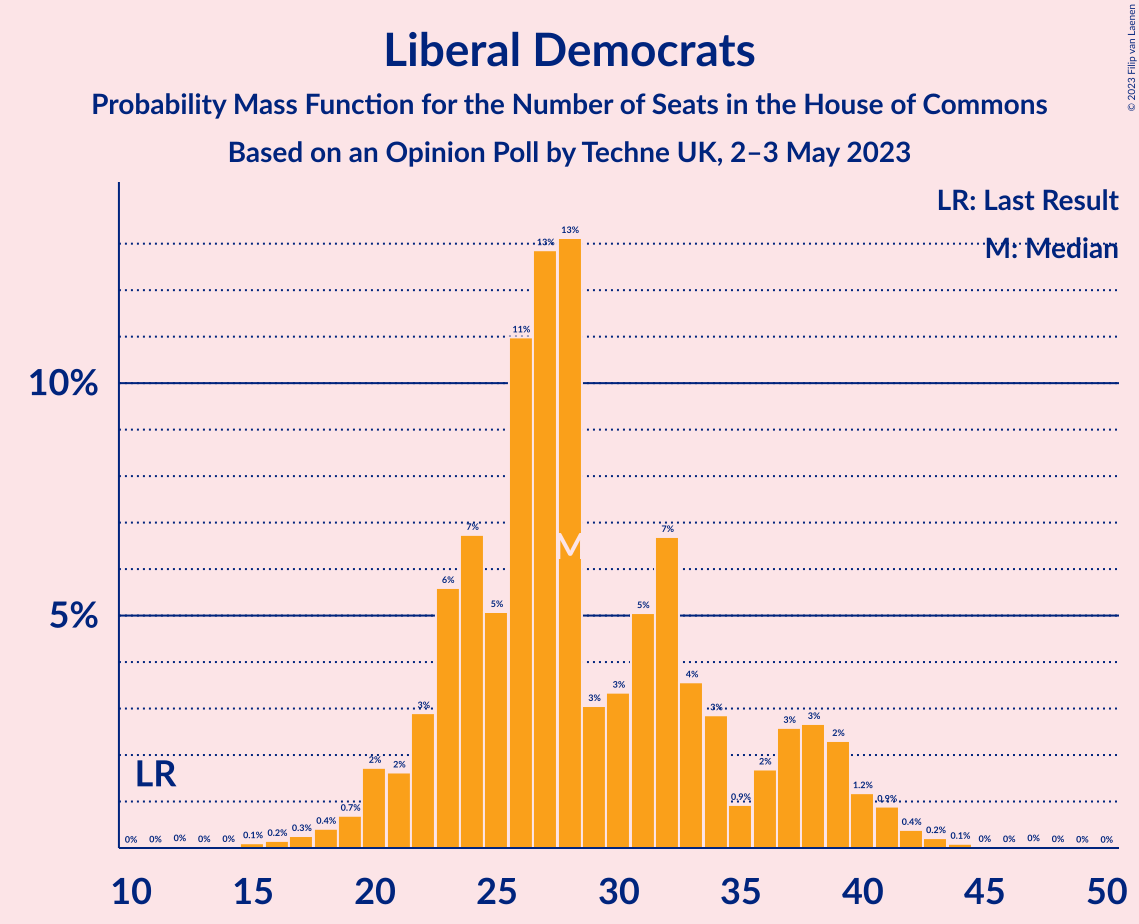 Liberal Democrats
Probability Mass Function for the Number of Seats in the House of Commons
Based on an Opinion Poll by Techne UK, 2–3 May 2023
© 2023 Filip van Laenen
LR: Last Result
M: Median
10%
5%
LR
M
0% 0% 0% 0% 0% 0.1% 0.2% 0.3% 0.4% 0.7% 2% 2% 3% 6% 7% 5% 11% 13% 13% 3% 3% 5% 7% 4% 3% 0.9% 2% 3% 3% 2% 1.2% 0.9% 0.4% 0.2% 0.1% 0% 0% 0% 0% 0% 0%
10 15 20 25 30 35 40 45 50